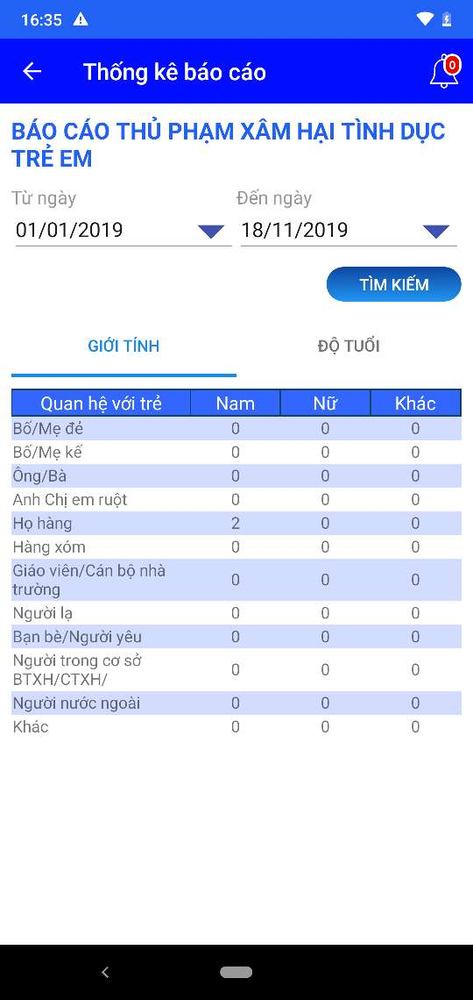 16:35
Thống kê báo cáo
0
BÁO CÁO THỦ PHẠM XÂM HẠI TÌNH DỤC
TRẺ EM
Từ ngày Đến ngày
01/01/2019 18/11/2019
TÌM KIẾM
GIỚI TÍNH ĐỘ TUỔI
Quan hệ với trẻ Nam Nữ Khác
Bố/Mẹ đẻ 0 0 0
Bố/Mẹ kế 0 0 0
Ông/Bà 0 0 0
Anh Chị em ruột 0 0 0
Họ hàng 2 0 0
Hàng xóm 0 0 0
Giáo viên/Cán bộ nhà
trường 0 0 0
Người lạ 0 0 0
Bạn bè/Người yêu 0 0 0
Người trong cơ sở
BTXH/CTXH/ 0 0 0
Người nước ngoài 0 0 0
Khác 0 0 0